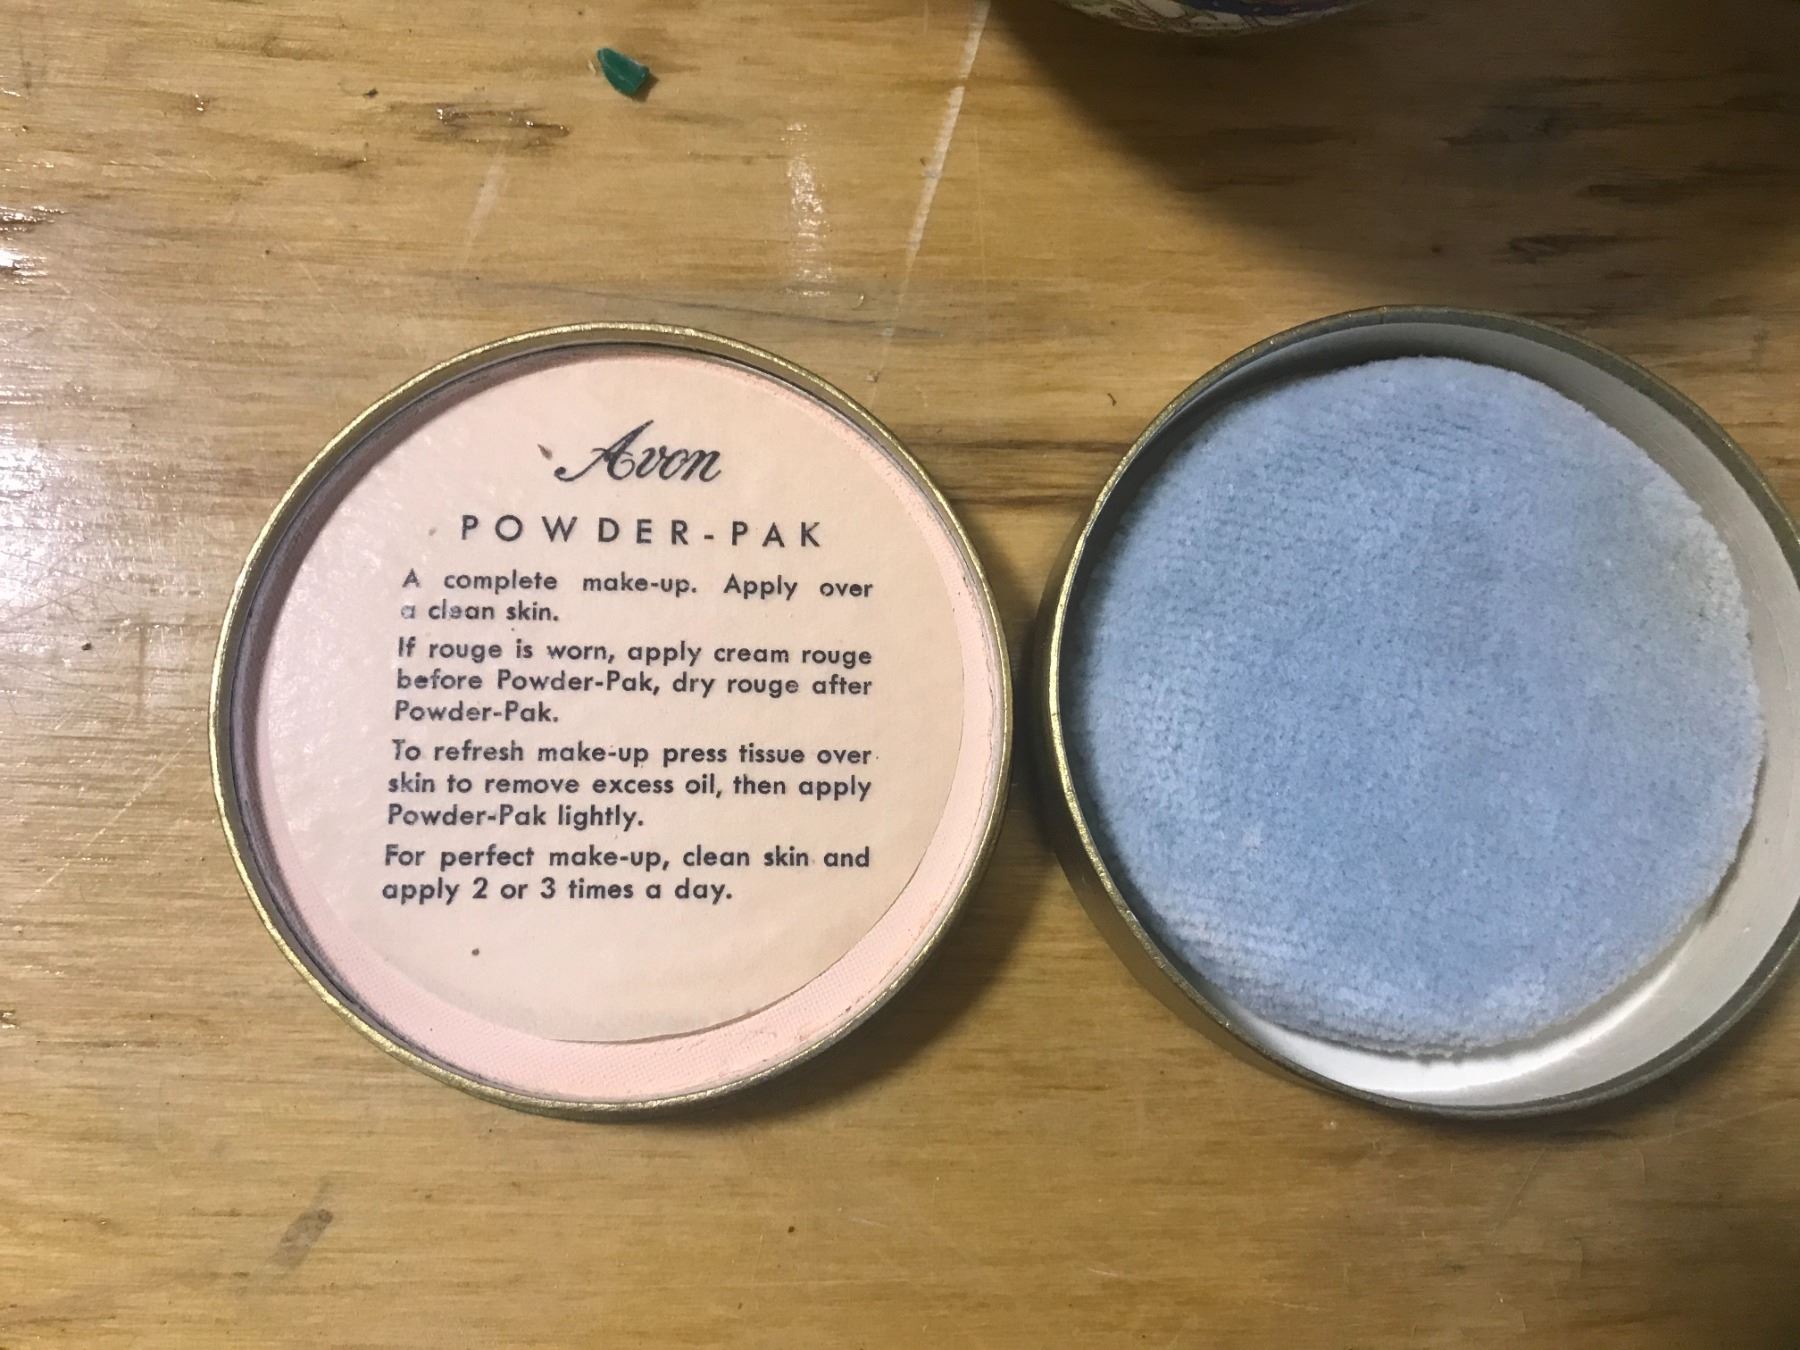 Avon
POWDER-PAK
A complete make-up. Apply over
a clean skin.
If rouge is worn, apply cream rouge
before Powder-Pak, dry rouge after
Powder-Pak.
To refresh make-up press tissue over
skin to remove excess oil, then apply
Powder-Pak lightly.
For perfect make-up, clean skin and
apply 2 or 3 times a day.